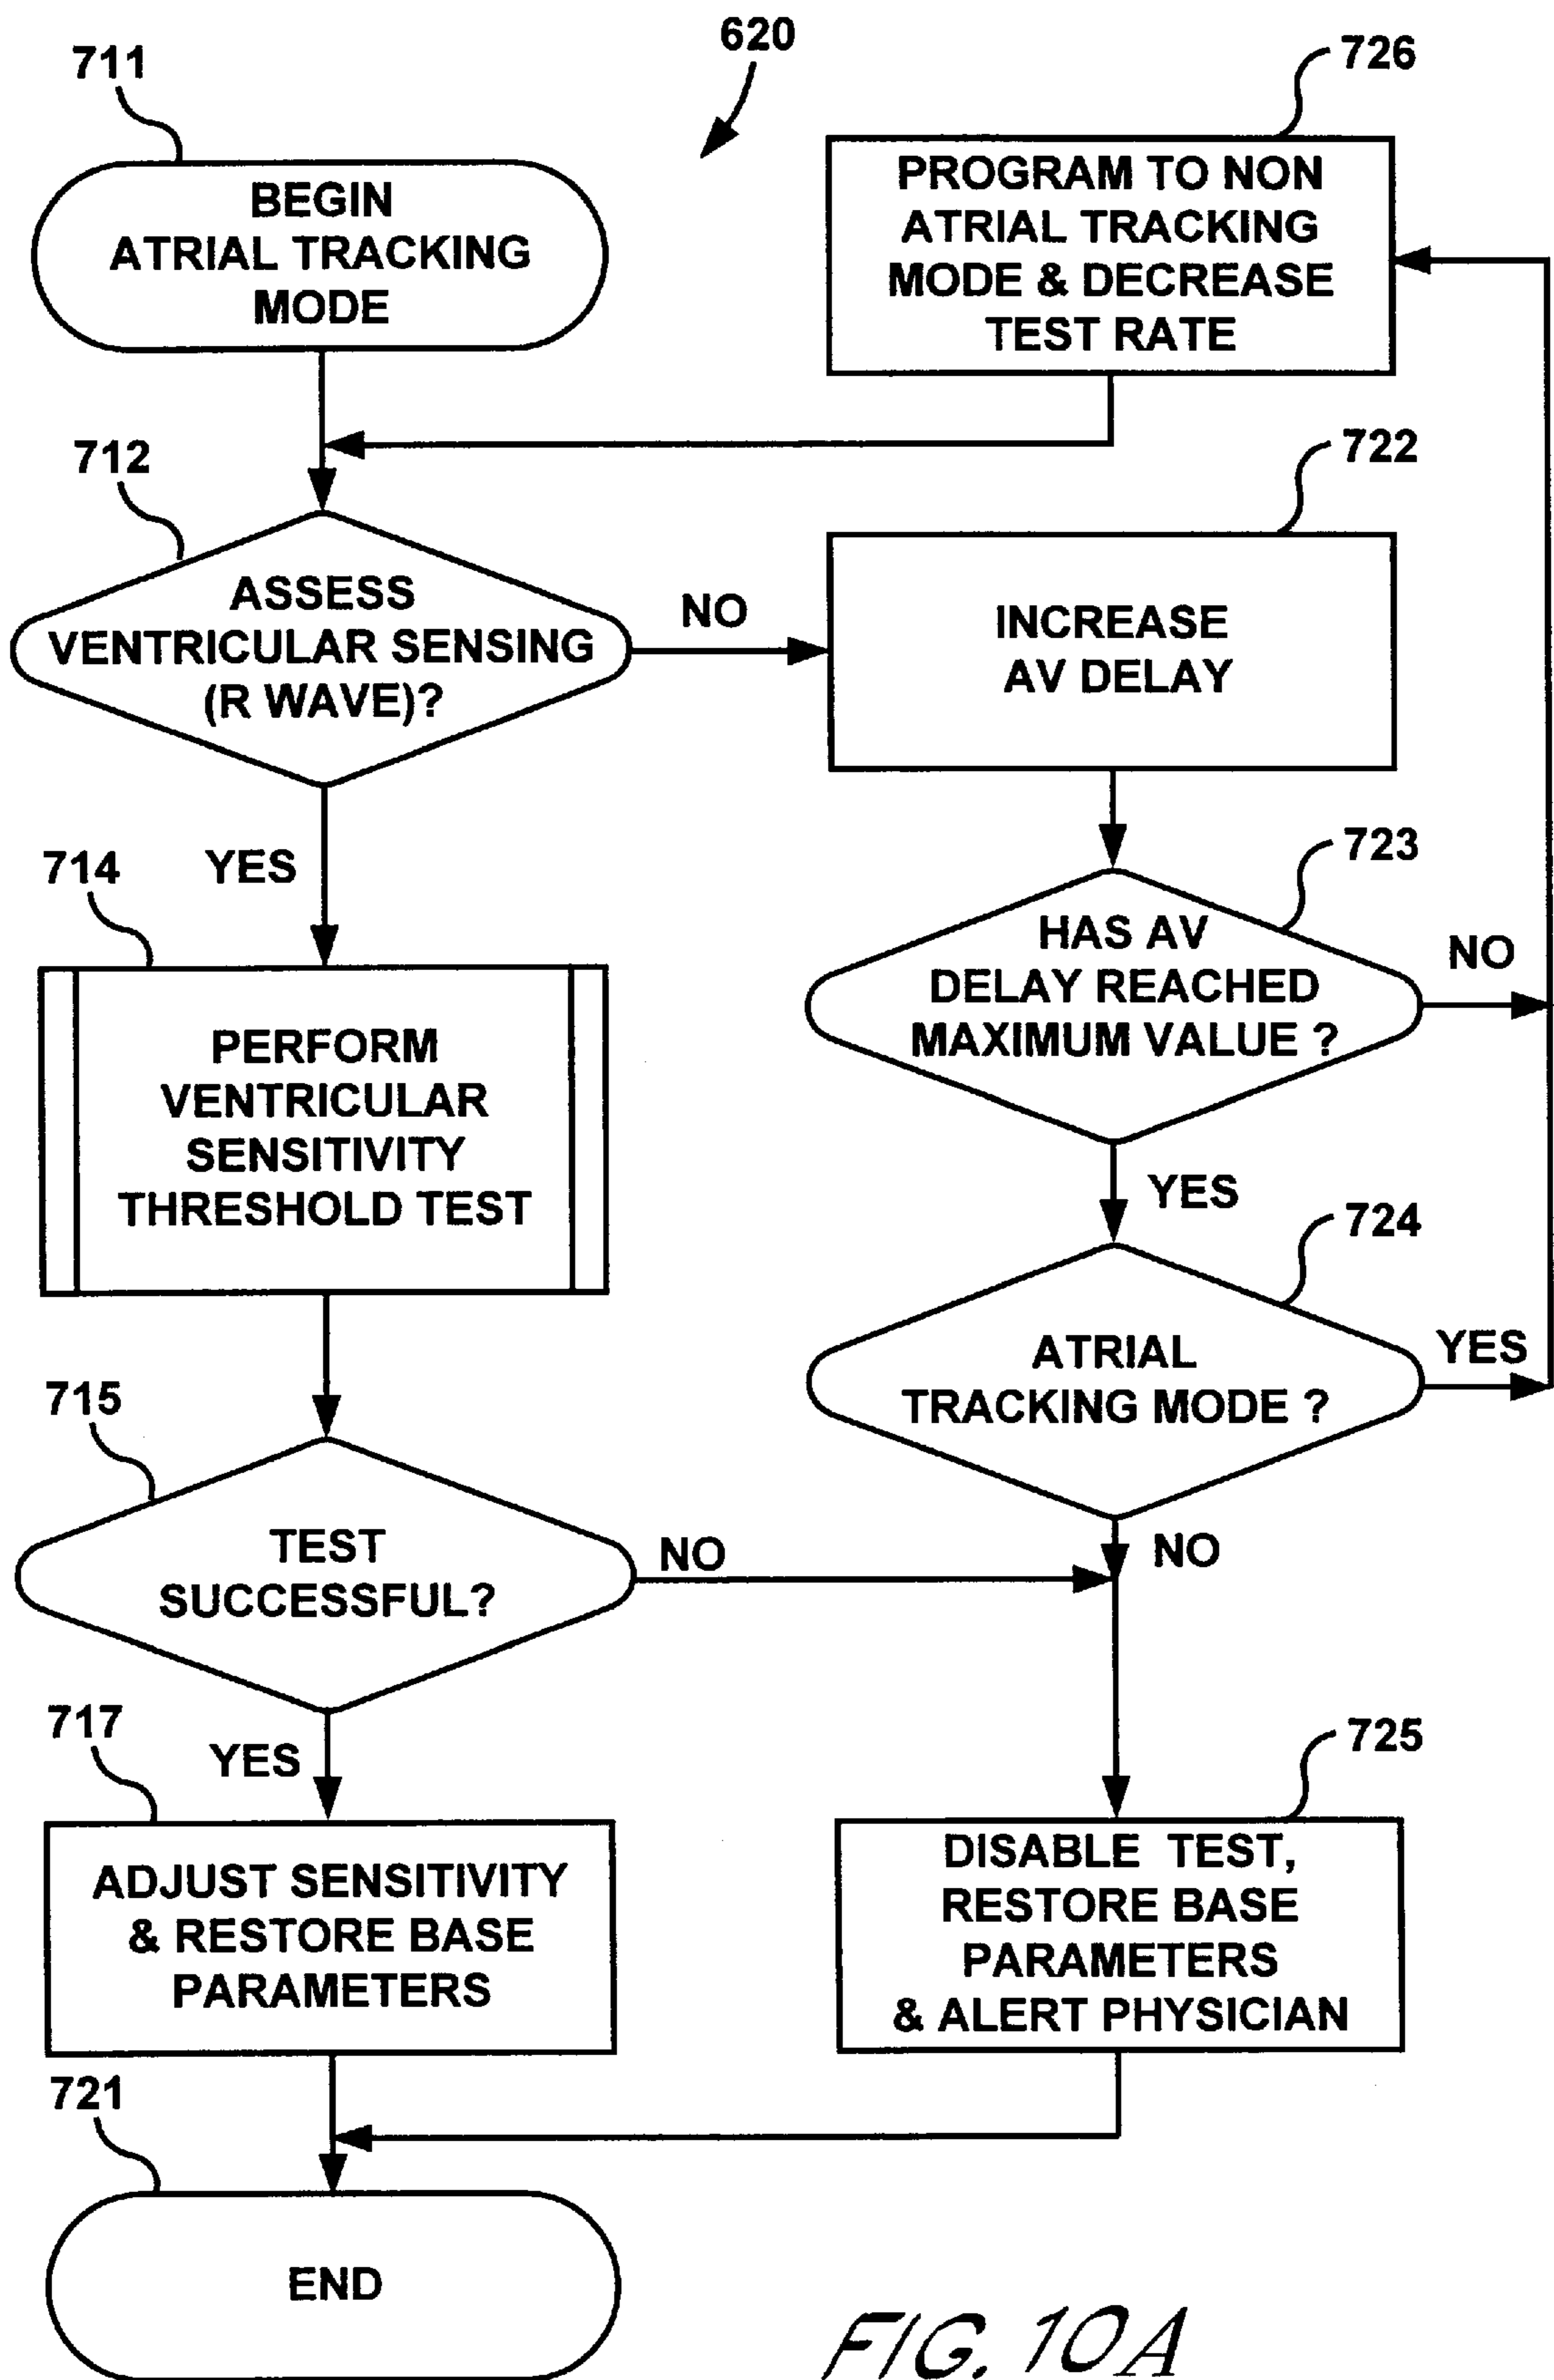 620
711
BEGIN
ATRIAL TRACKING
MODE
726
PROGRAM TO NON
ATRIAL TRACKING
MODE & DECREASE
TEST RATE
712
ASSESS
VENTRICULAR SENSING
(R WAVE)?
NO
722
INCREASE
AV DELAY
YES
723
HAS AV
DELAY REACHED
MAXIMUM VALUE ?
NO
714
PERFORM
VENTRICULAR
SENSITIVITY
THRESHOLD TEST
YES
724
ATRIAL
TRACKING MODE ?
YES
715
TEST
SUCCESSFUL?
NO
NO
YES
717
ADJUST SENSITIVITY
& RESTORE BASE
PARAMETERS
725
DISABLE TEST,
RESTORE BASE
PARAMETERS
& ALERT PHYSICIAN
721
END
FIG. 10A